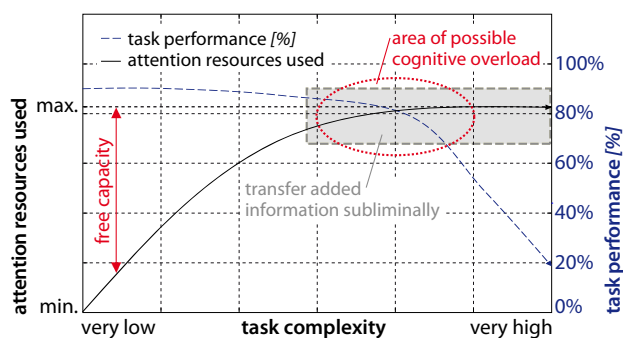 task performance [%]
attention resources used
area of possible
cognitive overload
100%
80%
60%
40%
20%
0%
max.
min.
attention resources used
free capacity
transfer added
information subliminally
task performance [%]
very low
task complexity
very high